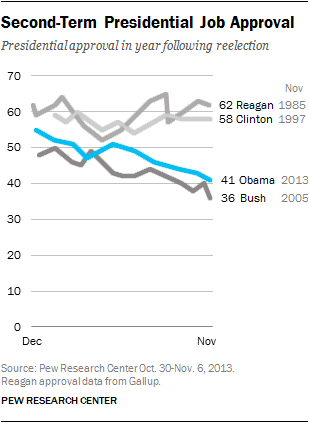 Second-Term Presidential Job Approval
Presidential approval in year following reelection
70
60
50
40
30
20
10
0
Dec
Nov
Nov
62 Reagan 1985
58 Clinton 1997
41 Obama 2013
36 Bush 2005
Source: Pew Research Center Oct. 30-Nov. 6, 2013.
Reagan approval data from Gallup.
PEW RESEARCH CENTER